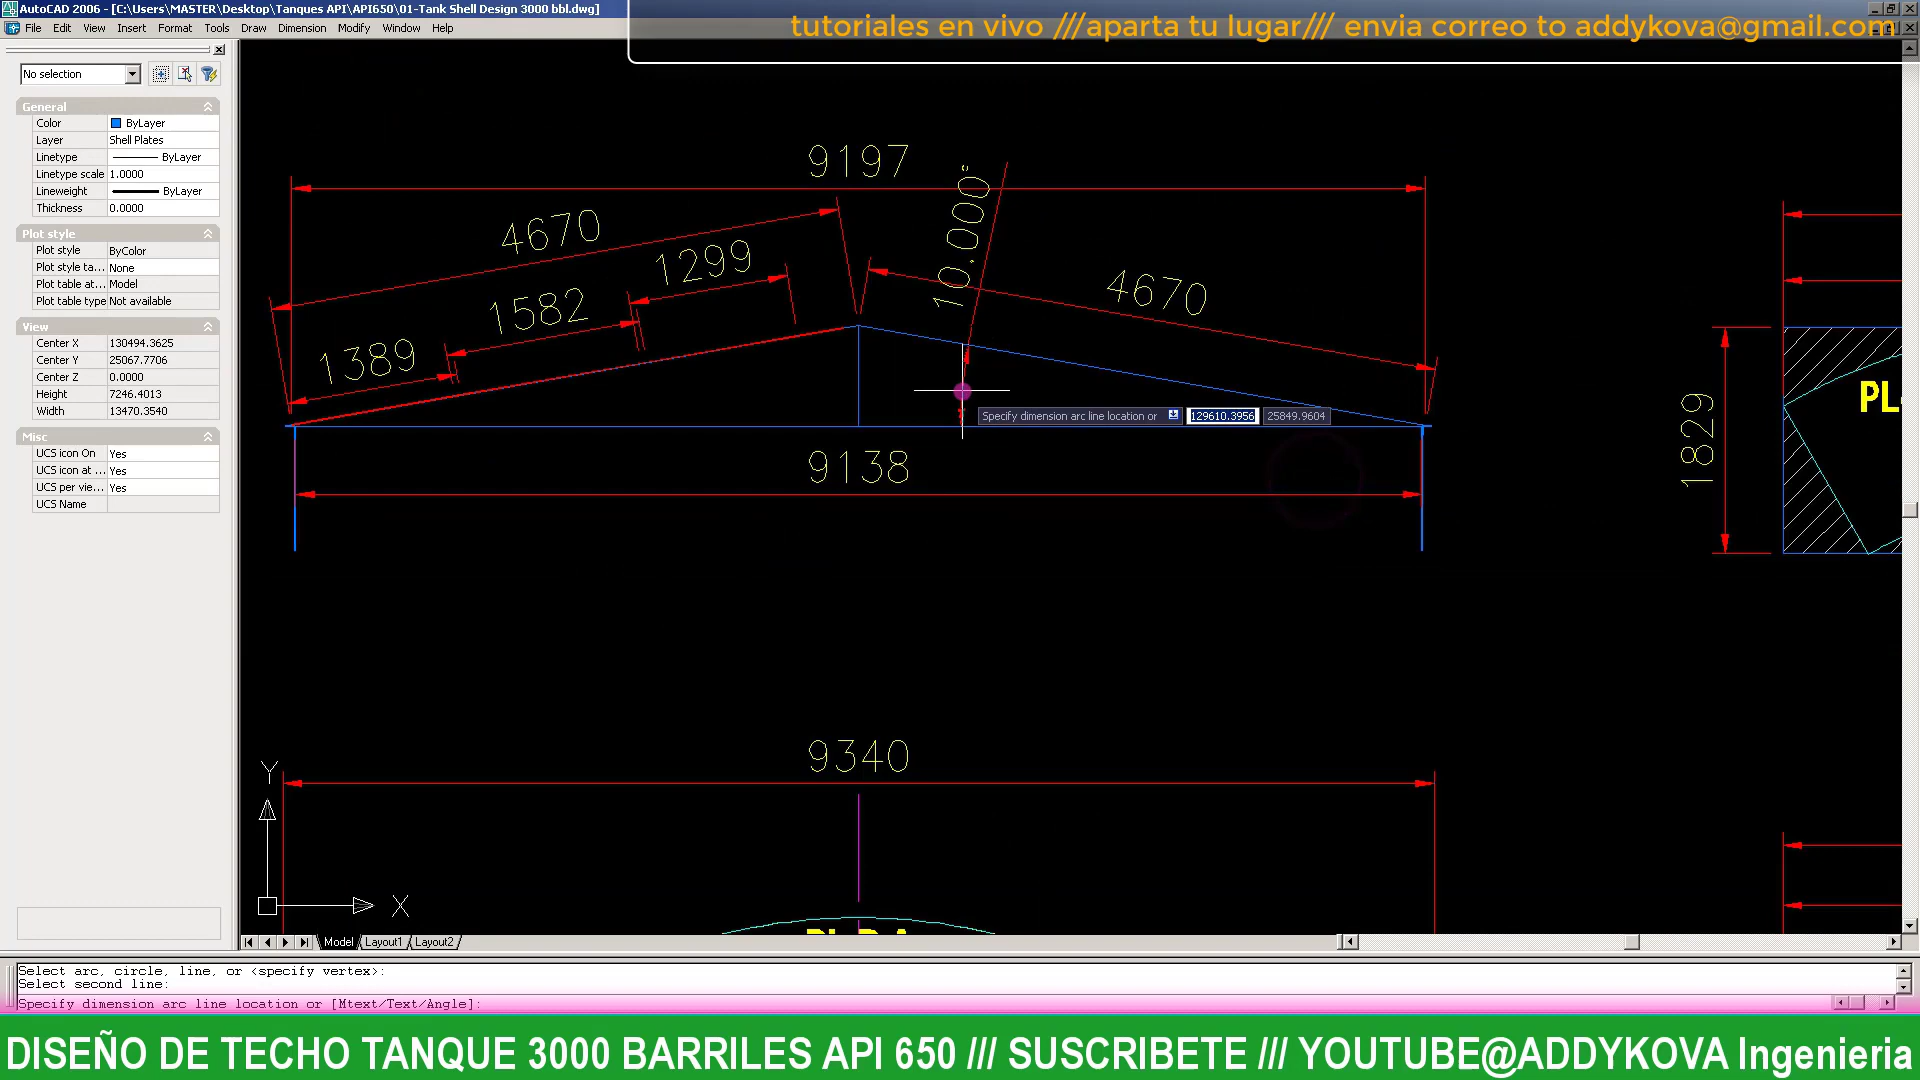 AutoCAD 2006 - [C:\Users\MASTER\Desktop\Tanques API\API650\01-Tank Shell Design 3000 bbl.dwg]
tutoriales en vivo ///aparta tu lugar/// envia correo to addykova@gmail.com
File Edit View Insert Format Tools Draw Dimension Modify Window Help
No selection
General
Color ByLayer
Layer Shell Plates
Linetype ByLayer
Linetype scale 1.0000
Lineweight ByLayer
Thickness 0.0000
Plot style
Plot style ByColor
Plot style ta... None
Plot table at... Model
Plot table type Not available
View
Center X 130494.3625
Center Y 25067.7706
Center Z 0.0000
Height 7246.4013
Width 13470.3540
Misc
UCS icon On Yes
UCS icon at ... Yes
UCS per vie... Yes
UCS Name
9197
4670
1299
1582
1389
10.000°
4670
Specify dimension arc line location or 129610.3956 25849.9604
9138
1829
9340
Y
X
Model Layout1 Layout2
Select arc, circle, line, or <specify vertex>:
Select second line:
Specify dimension arc line location or [Mtext/Text/Angle]:
DISEÑO DE TECHO TANQUE 3000 BARRILES API 650 /// SUSCRIBETE /// YOUTUBE@ADDYKOVA Ingenieria